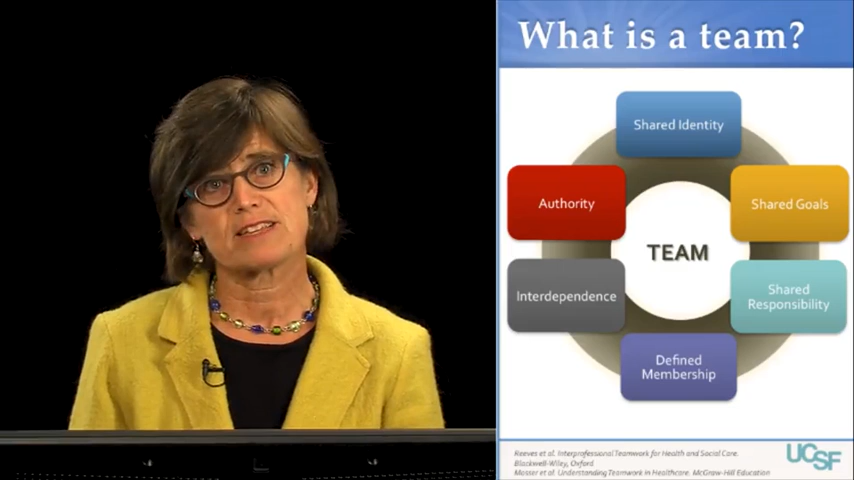 What is a team?
Shared Identity
Authority
Shared Goals
TEAM
Interdependence
Shared
Responsibility
Defined
Membership
Reeves et al. Interprofessional Teamwork for Health and Social Care.
Blackwell-Wiley, Oxford
Mosser et al. Understanding Teamwork in Healthcare. McGraw-Hill Education
UCSF